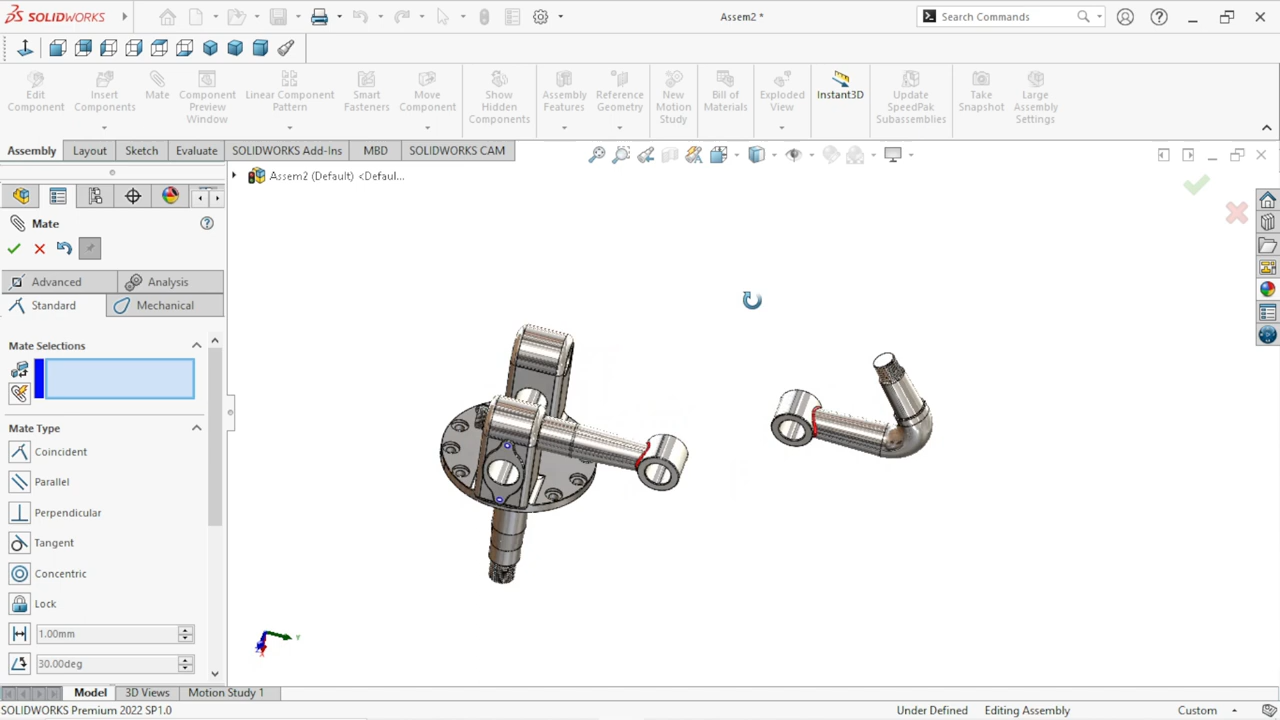 SOLIDWORKS
Assem2 *
Search Commands
Edit Component
Insert Components
Mate
Component Preview Window
Linear Component Pattern
Smart Fasteners
Move Component
Show Hidden Components
Assembly Features
Reference Geometry
New Motion Study
Bill of Materials
Exploded View
Instant3D
Update SpeedPak Subassemblies
Take Snapshot
Large Assembly Settings
Assembly
Layout
Sketch
Evaluate
SOLIDWORKS Add-Ins
MBD
SOLIDWORKS CAM
Assem2 (Default) <Defaul...
Mate
Advanced
Analysis
Standard
Mechanical
Mate Selections
Mate Type
Coincident
Parallel
Perpendicular
Tangent
Concentric
Lock
1.00mm
30.00deg
Y
Model
3D Views
Motion Study 1
SOLIDWORKS Premium 2022 SP1.0
Under Defined
Editing Assembly
Custom